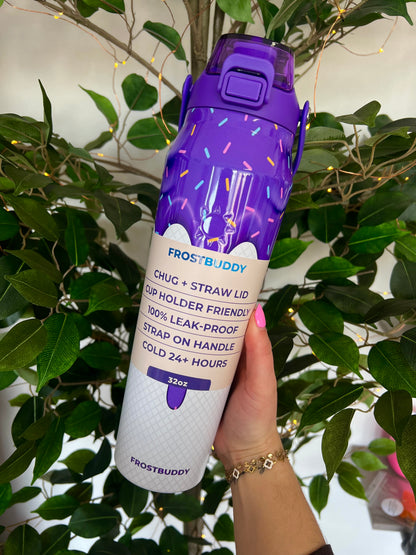 FROSTBUDDY
CHUG + STRAW LID
CUP HOLDER FRIENDLY
100% LEAK-PROOF
STRAP ON HANDLE
COLD 24+ HOURS
32oz
FROSTBUDDY